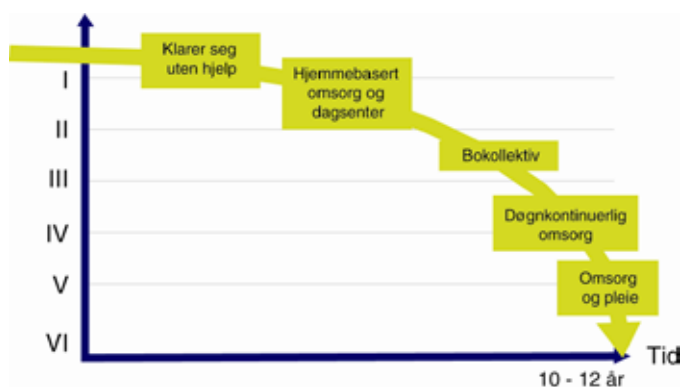 Klarer seg
uten hjelp
Hjemmebasert
omsorg og
dagsenter
Bokollektiv
Døgnkontinuerlig
omsorg
Omsorg
og pleie
I
II
III
IV
V
VI
Tid
10 - 12 år